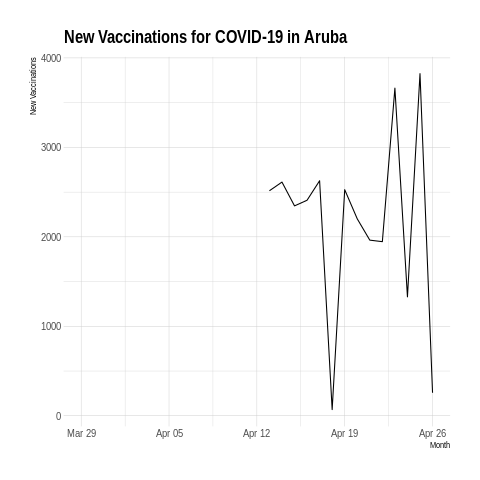 New Vaccinations for COVID-19 in Aruba
New Vaccinations
4000
3000
2000
1000
0
Mar 29 Apr 05 Apr 12 Apr 19 Apr 26
Month